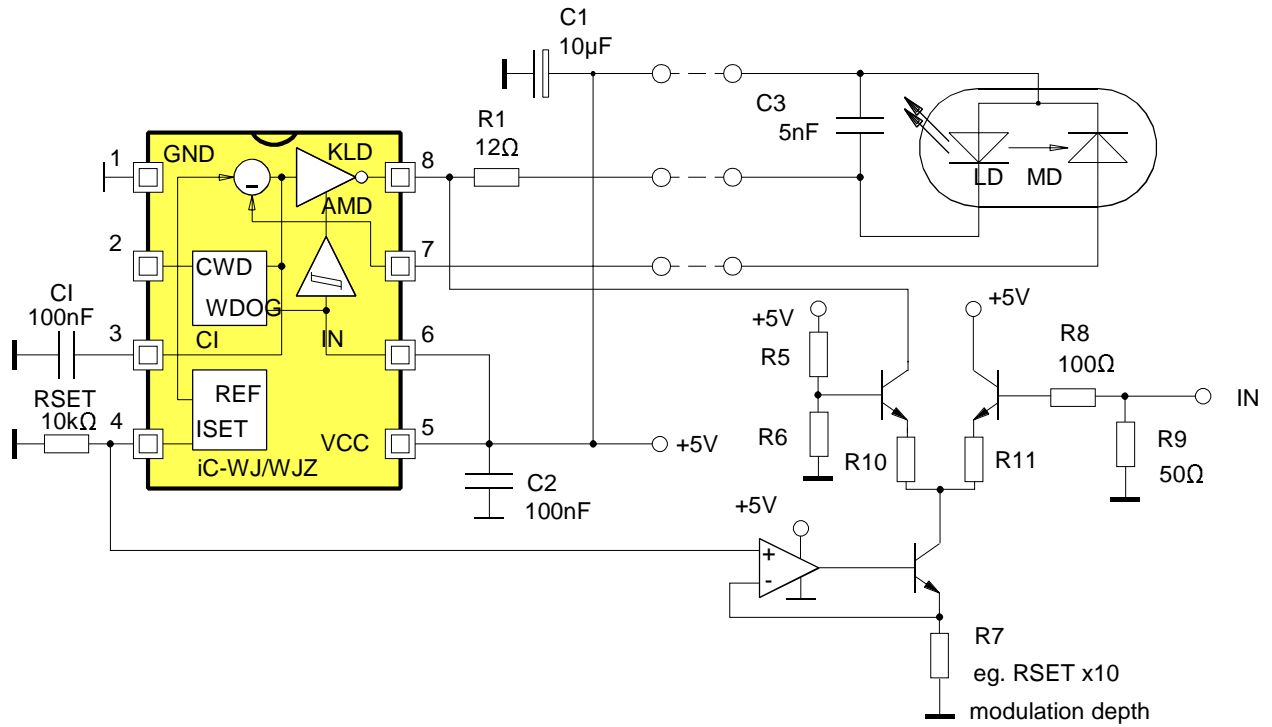 C1
10µF
C3
5nF
R1
12Ω
1
GND
KLD
8
LD
MD
AMD
2
7
CWD
CI
100nF
WDOG
+5V
+5V
3
CI
IN
6
R5
R8
100Ω
RSET
10kΩ
REF
IN
4
ISET
VCC
5
+5V
R6
R9
50Ω
iC-WJ/WJZ
R10
R11
C2
100nF
+5V
+
-
-
R7
eg. RSET x10
modulation depth